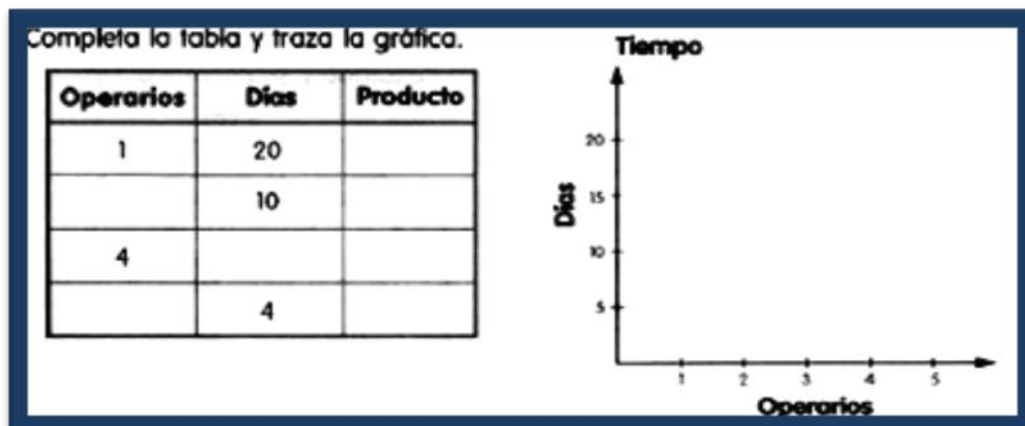 Completa la tabla y traza la gráfica.
Operarios Días Producto
1 20
10
4
4
Tiempo
20
15
10
5
Días
1 2 3 4 5
Operarios